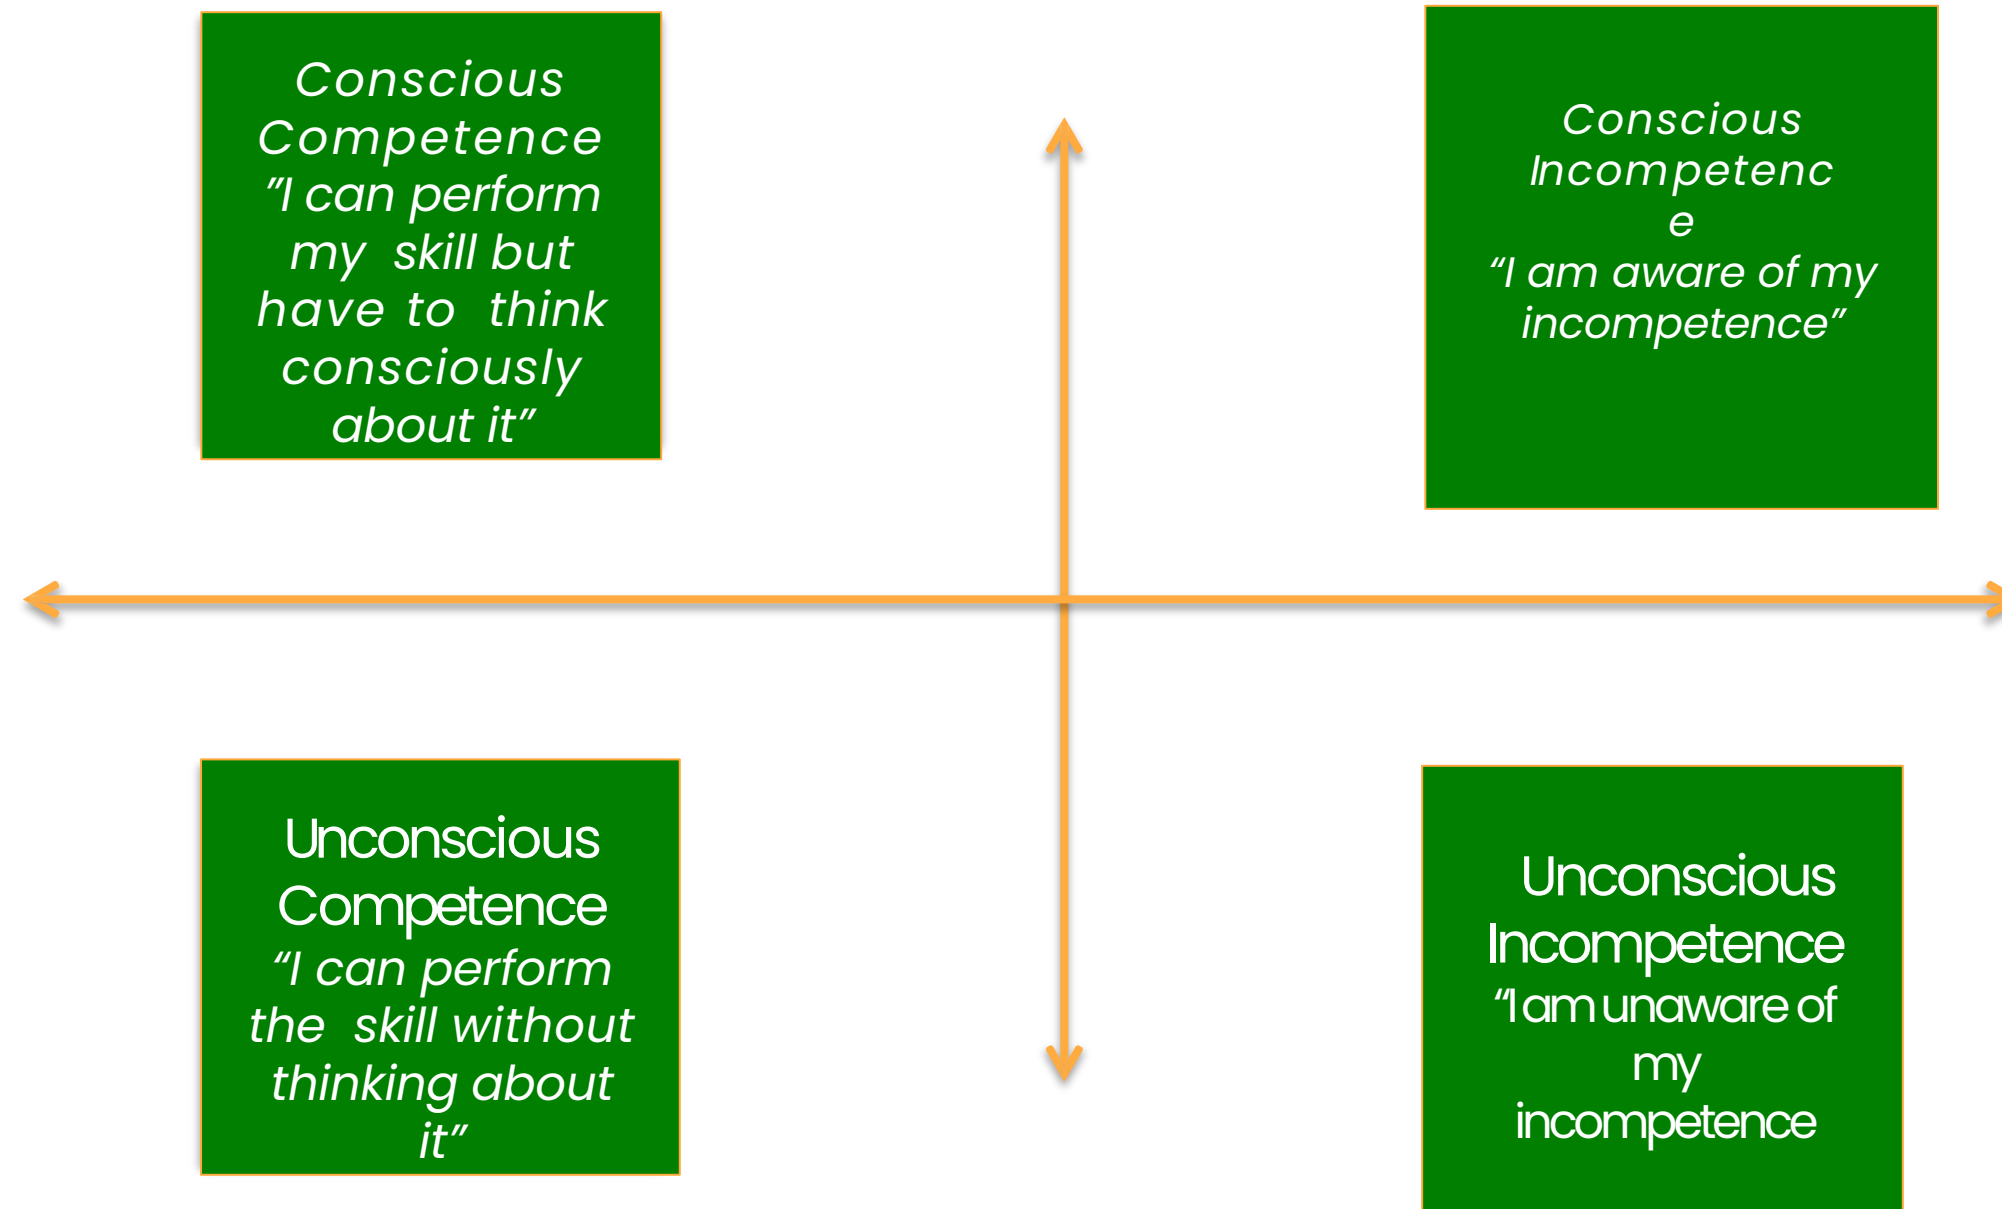 Conscious
Competence
"I can perform
my skill but
have to think
consciously
about it"
Conscious
Incompetenc
e
“I am aware of my
incompetence”
Unconscious
Competence
“I can perform
the skill without
thinking about
it”
Unconscious
Incompetence
“I am unaware of
my
incompetence